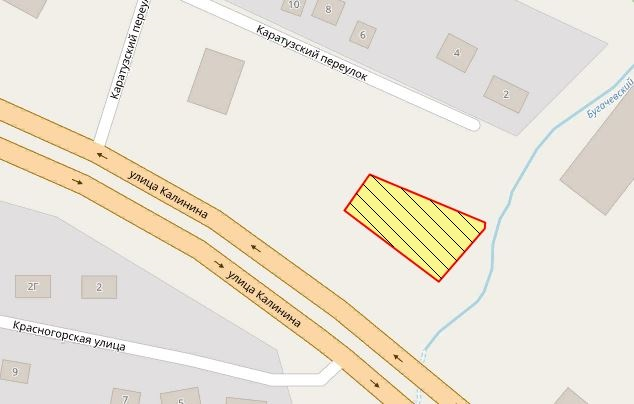 10
8
6
4
2
Каратузский переулок
Каратузский переул
Бугачевский
улица Калинина
улица Калинина
2Г
2
Красногорская улица
9
7
5